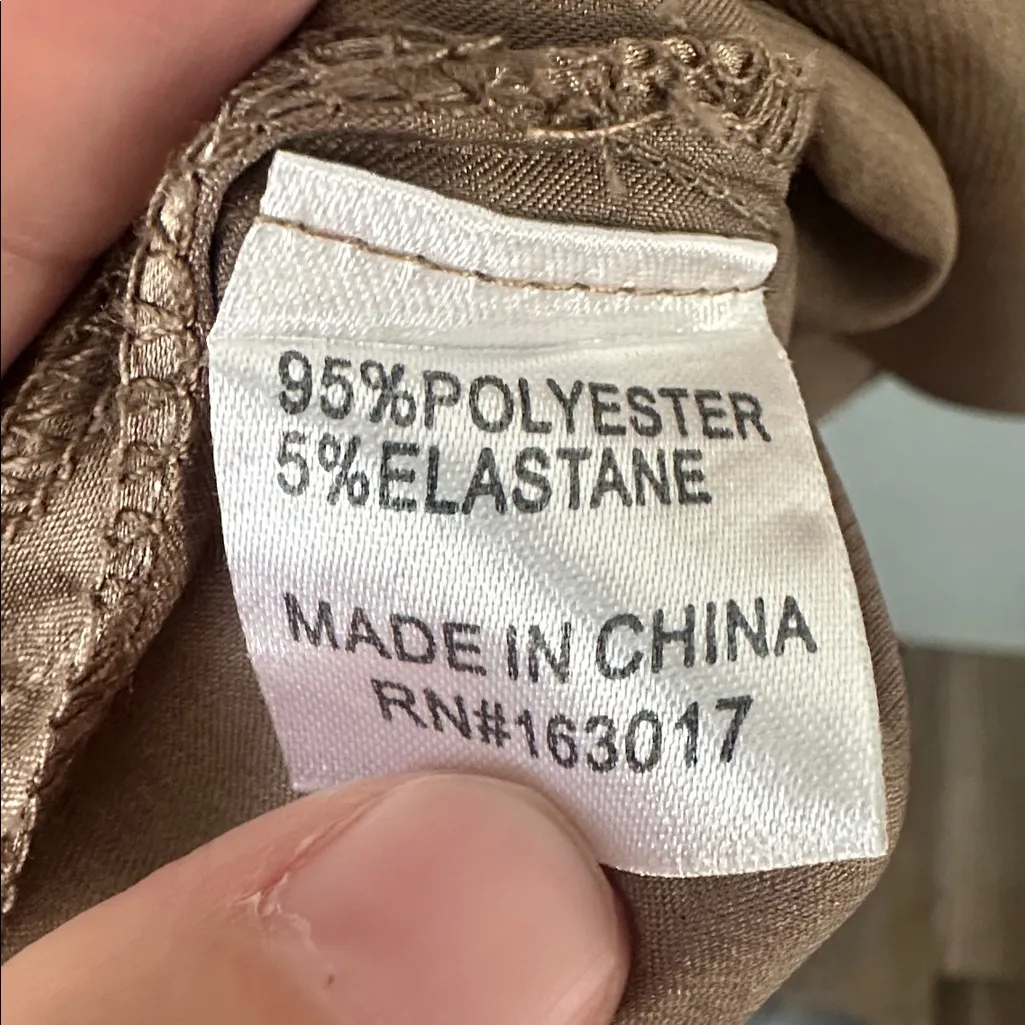 95%POLYESTER
5%ELASTANE
MADE IN CHINA
RN#163017